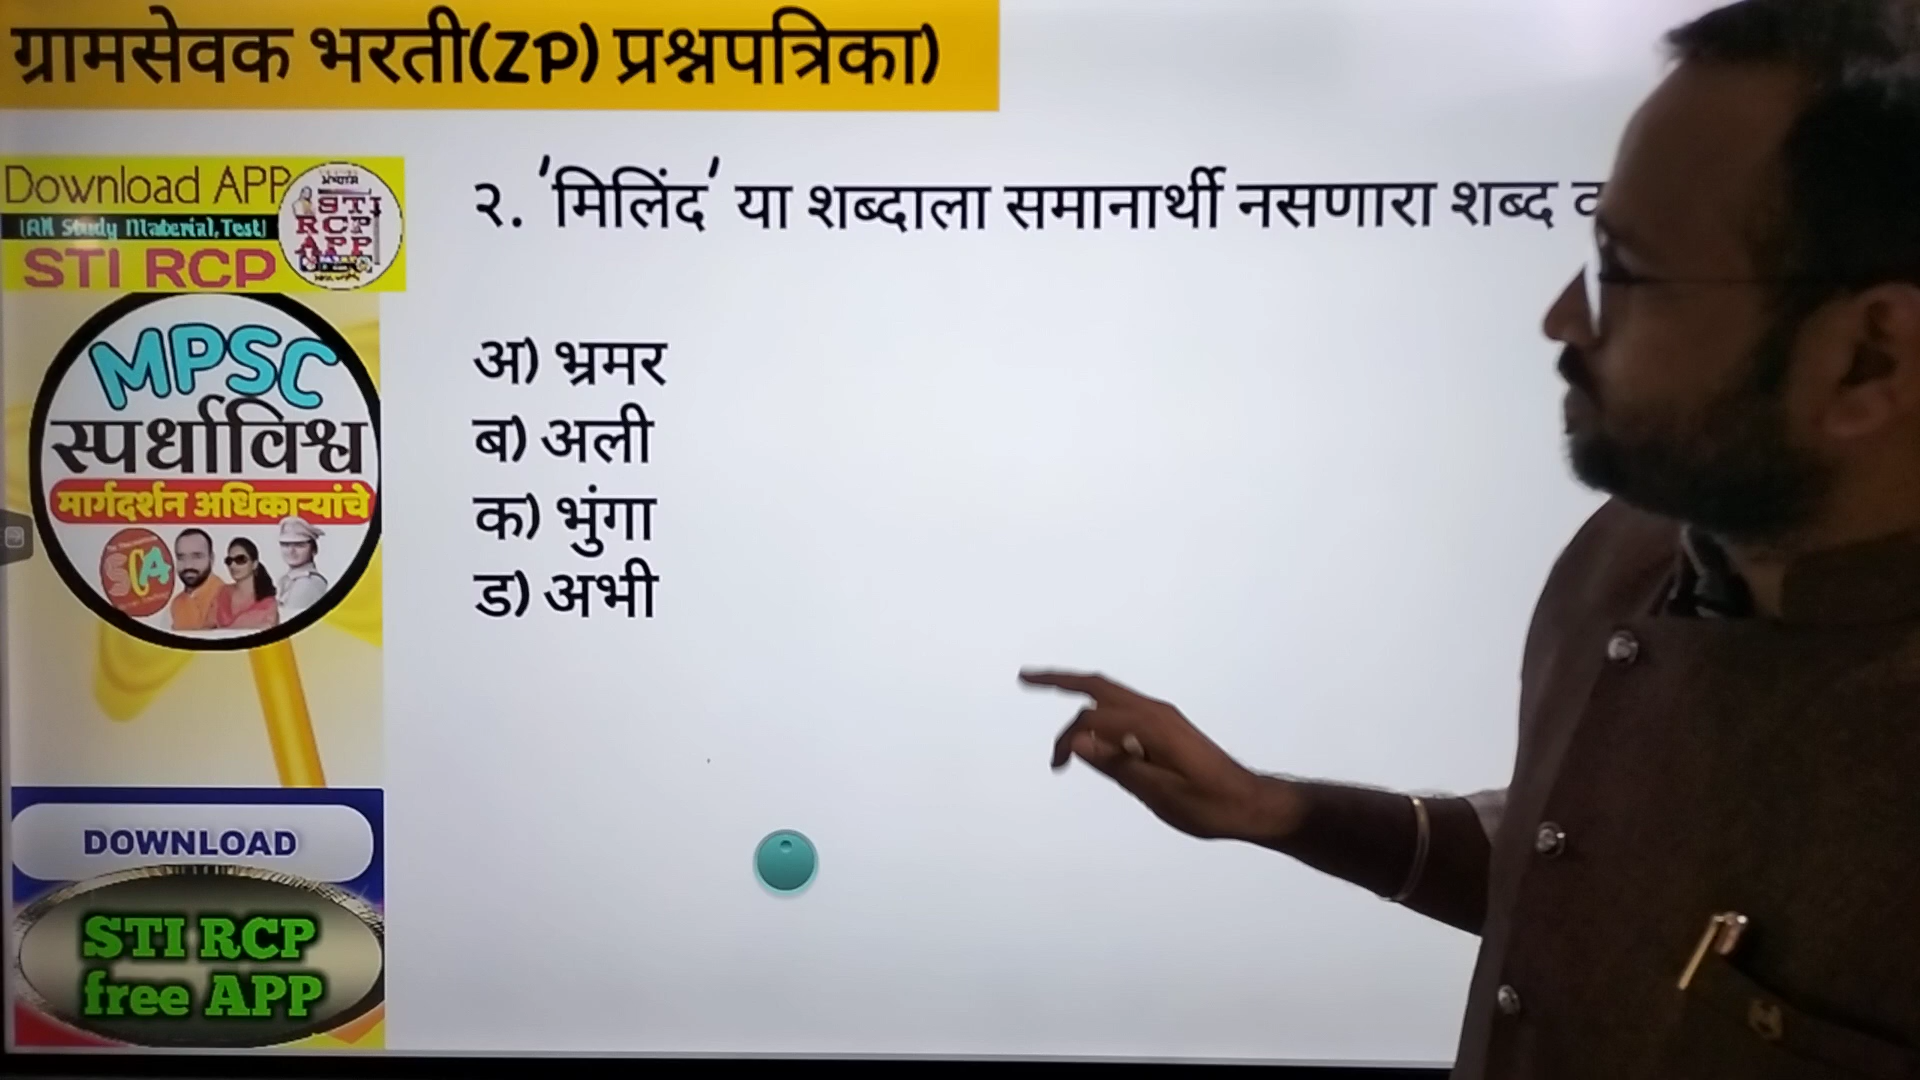 ग्रामसेवक भरती(ZP) प्रश्नपत्रिका)
Download APP
(All Study Material,Test)
STI RCP
STI
RCP
APP
२. 'मिलिंद' या शब्दाला समानार्थी नसणारा शब्द
अ) भ्रमर
ब) अली
क) भुंगा
ड) अभी
MPSC
स्पर्धाविश्व
मार्गदर्शन अधिकाऱ्यांचे
SCA
DOWNLOAD
STI RCP
free APP